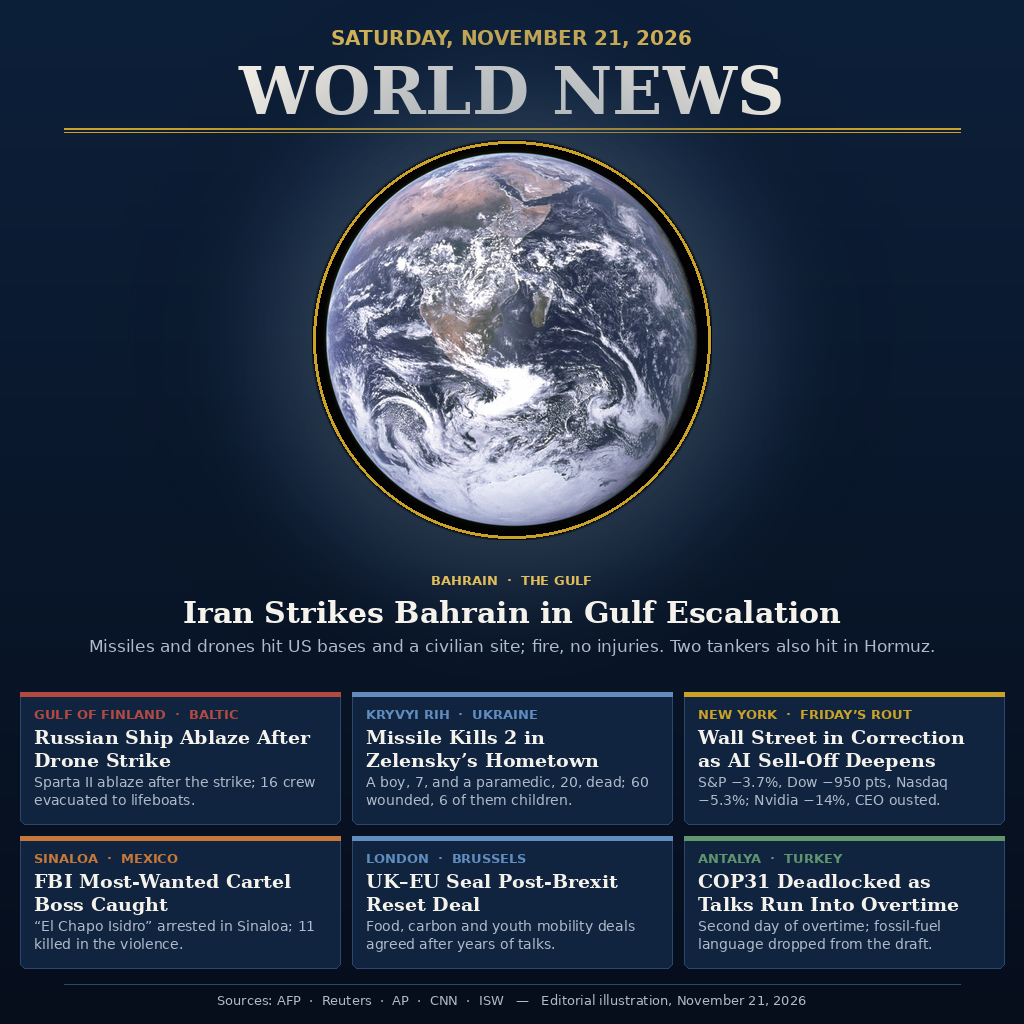 SATURDAY, NOVEMBER 21, 2026
WORLD NEWS
BAHRAIN · THE GULF
Iran Strikes Bahrain in Gulf Escalation
Missiles and drones hit US bases and a civilian site; fire, no injuries. Two tankers also hit in Hormuz.
GULF OF FINLAND · BALTIC
Russian Ship Ablaze After
Drone Strike
Sparta II ablaze after the strike; 16 crew
evacuated to lifeboats.
KRYVYI RIH · UKRAINE
Missile Kills 2 in
Zelensky’s Hometown
A boy, 7, and a paramedic, 20, dead; 60
wounded, 6 of them children.
NEW YORK · FRIDAY’S ROUT
Wall Street in Correction
as AI Sell-Off Deepens
S&P −3.7%, Dow −950 pts, Nasdaq
−5.3%; Nvidia −14%, CEO ousted.
SINALOA · MEXICO
FBI Most-Wanted Cartel
Boss Caught
“El Chapo Isidro” arrested in Sinaloa; 11
killed in the violence.
LONDON · BRUSSELS
UK–EU Seal Post-Brexit
Reset Deal
Food, carbon and youth mobility deals
agreed after years of talks.
ANTALYA · TURKEY
COP31 Deadlocked as
Talks Run Into Overtime
Second day of overtime; fossil-fuel
language dropped from the draft.
Sources: AFP · Reuters · AP · CNN · ISW — Editorial illustration, November 21, 2026